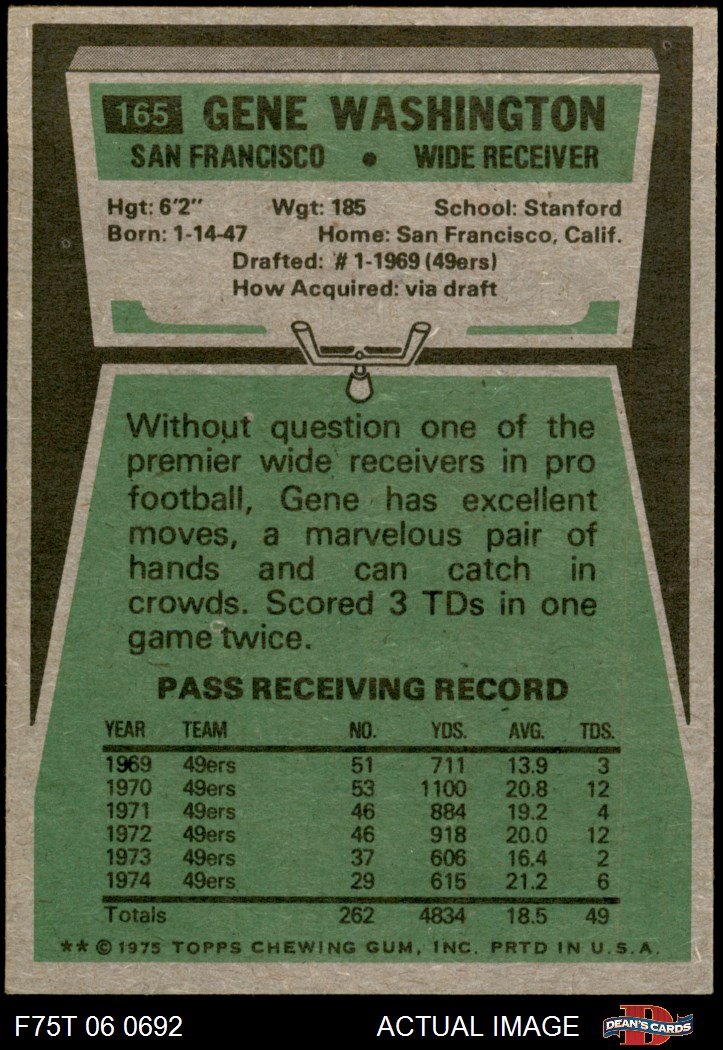 165 GENE WASHINGTON
SAN FRANCISCO • WIDE RECEIVER
Hgt: 6'2" Wgt: 185 School: Stanford
Born: 1-14-47 Home: San Francisco, Calif.
Drafted: #1-1969 (49ers)
How Acquired: via draft
Without question one of the
premier wide receivers in pro
football, Gene has excellent
moves, a marvelous pair of
hands and can catch in
crowds. Scored 3 TDs in one
game twice.
PASS RECEIVING RECORD
YEAR TEAM NO. YDS. AVG. TDS.
1969 49ers 51 711 13.9 3
1970 49ers 53 1100 20.8 12
1971 49ers 46 884 19.2 4
1972 49ers 46 918 20.0 12
1973 49ers 37 606 16.4 2
1974 49ers 29 615 21.2 6
Totals 262 4834 18.5 49
** © 1975 TOPPS CHEWING GUM, INC. PRTD IN U.S.A.
F75T 06 0692 ACTUAL IMAGE D DEAN'S CARDS